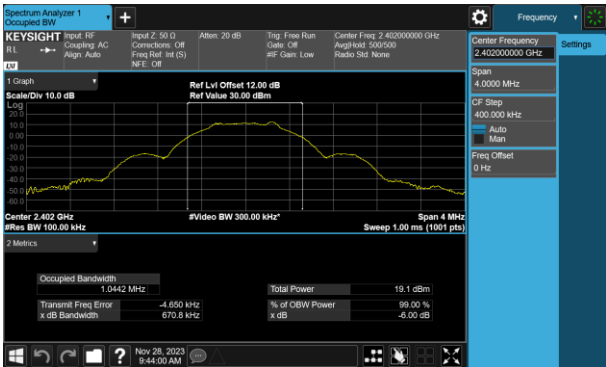 Spectrum Analyzer 1
Occupied BW
Frequency
KEYSIGHT
Input: RF
Input Z: 50 Ω
Atten: 20 dB
Trig: Free Run
Center Freq: 2.402000000 GHz
RL
Coupling: AC
Corrections: Off
Gate: Off
Avg|Hold: 500/500
Align: Auto
Freq Ref: Int (S)
#IF Gain: Low
Radio Std: None
NFE: Off
LW
Center Frequency
2.402000000 GHz
Settings
Span
4.0000 MHz
CF Step
400.000 kHz
Auto
Man
Freq Offset
0 Hz
1 Graph
Scale/Div 10.0 dB
Ref Lvl Offset 12.00 dB
Ref Value 30.00 dBm
Log
20.0
10.0
0.00
-10.0
-20.0
-30.0
-40.0
-50.0
-60.0
Center 2.402 GHz
#Video BW 300.00 kHz*
Span 4 MHz
#Res BW 100.00 kHz
Sweep 1.00 ms (1001 pts)
2 Metrics
Occupied Bandwidth
1.0442 MHz
Total Power
19.1 dBm
Transmit Freq Error
-4.650 kHz
% of OBW Power
99.00 %
x dB Bandwidth
670.8 kHz
x dB
-6.00 dB
?
Nov 28, 2023
9:44:00 AM